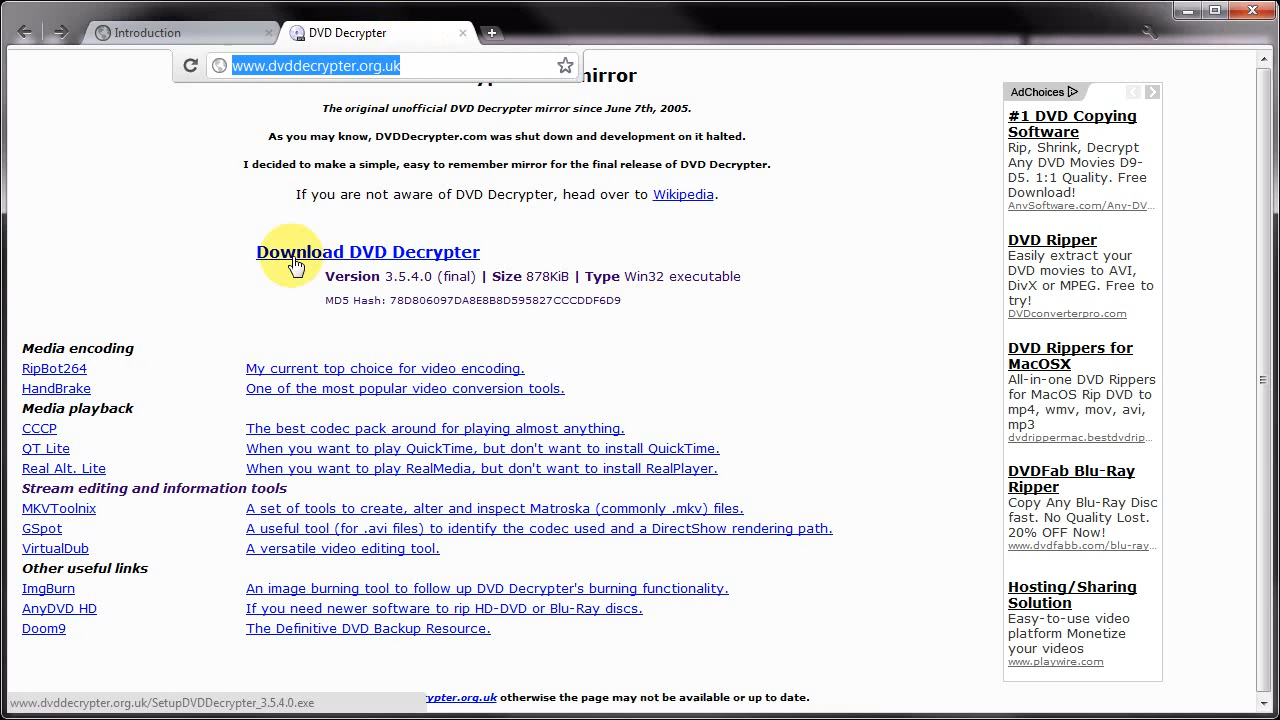 Introduction
DVD Decrypter
www.dvddecrypter.org.uk
mirror
The original unofficial DVD Decrypter mirror since June 7th, 2005.
As you may know, DVDDecrypter.com was shut down and development on it halted.
I decided to make a simple, easy to remember mirror for the final release of DVD Decrypter.
If you are not aware of DVD Decrypter, head over to Wikipedia.
Download DVD Decrypter
Version 3.5.4.0 (final) | Size 878KiB | Type Win32 executable
MD5 Hash: 78D806097DA8E8B8D595827CCCDDF6D9
Media encoding
RipBot264 My current top choice for video encoding.
HandBrake One of the most popular video conversion tools.
Media playback
CCCP The best codec pack around for playing almost anything.
QT Lite When you want to play QuickTime, but don't want to install QuickTime.
Real Alt. Lite When you want to play RealMedia, but don't want to install RealPlayer.
Stream editing and information tools
MKVToolnix A set of tools to create, alter and inspect Matroska (commonly .mkv) files.
GSpot A useful tool (for .avi files) to identify the codec used and a DirectShow rendering path.
VirtualDub A versatile video editing tool.
Other useful links
ImgBurn An image burning tool to follow up DVD Decrypter's burning functionality.
AnyDVD HD If you need newer software to rip HD-DVD or Blu-Ray discs.
Doom9 The Definitive DVD Backup Resource.
crypter.org.uk otherwise the page may not be available or up to date.
www.dvddecrypter.org.uk/SetupDVDDecrypter_3.5.4.0.exe
AdChoices
#1 DVD Copying
Software
Rip, Shrink, Decrypt
Any DVD Movies D9-
D5. 1:1 Quality. Free
Download!
AnvSoftware.com/Any-DV...
DVD Ripper
Easily extract your
DVD movies to AVI,
DivX or MPEG. Free to
try!
DVDconverterpro.com
DVD Rippers for
MacOSX
All-in-one DVD Rippers
for MacOS Rip DVD to
mp4, wmv, mov, avi,
mp3
dvdrippermac.bestdvdrip...
DVDFab Blu-Ray
Ripper
Copy Any Blu-Ray Disc
fast. No Quality Lost.
20% OFF Now!
www.dvdfabb.com/blu-ray...
Hosting/Sharing
Solution
Easy-to-use video
platform Monetize
your videos
www.playwire.com